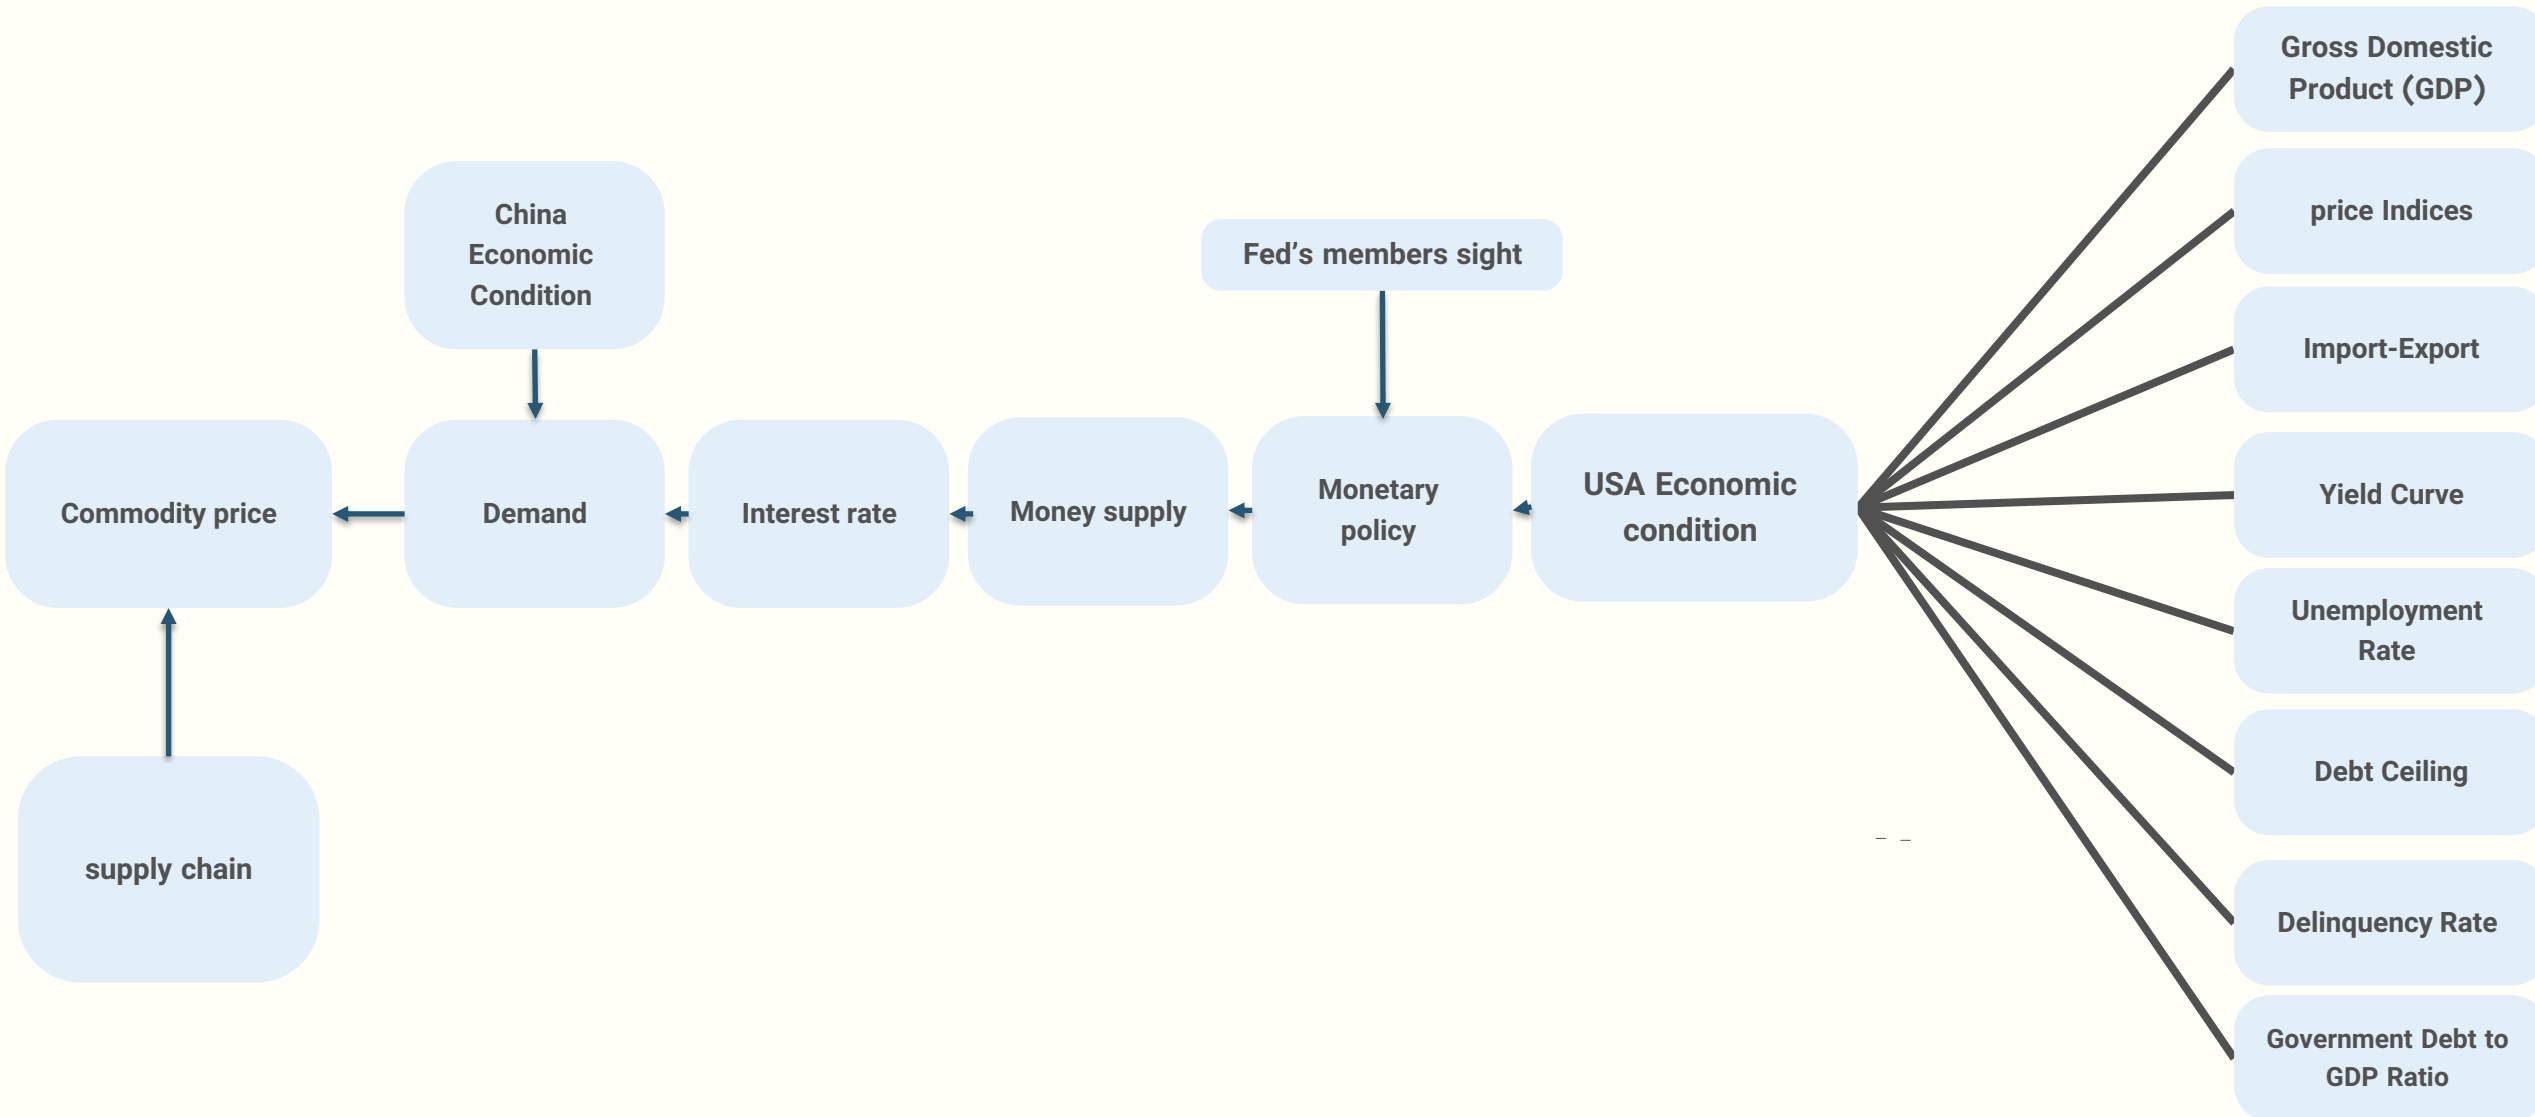 Gross Domestic
Product (GDP)
price Indices
Import-Export
Yield Curve
Unemployment
Rate
Debt Ceiling
Delinquency Rate
Government Debt to
GDP Ratio
China
Economic
Condition
Fed’s members sight
Commodity price
Demand
Interest rate
Money supply
Monetary
policy
USA Economic
condition
supply chain